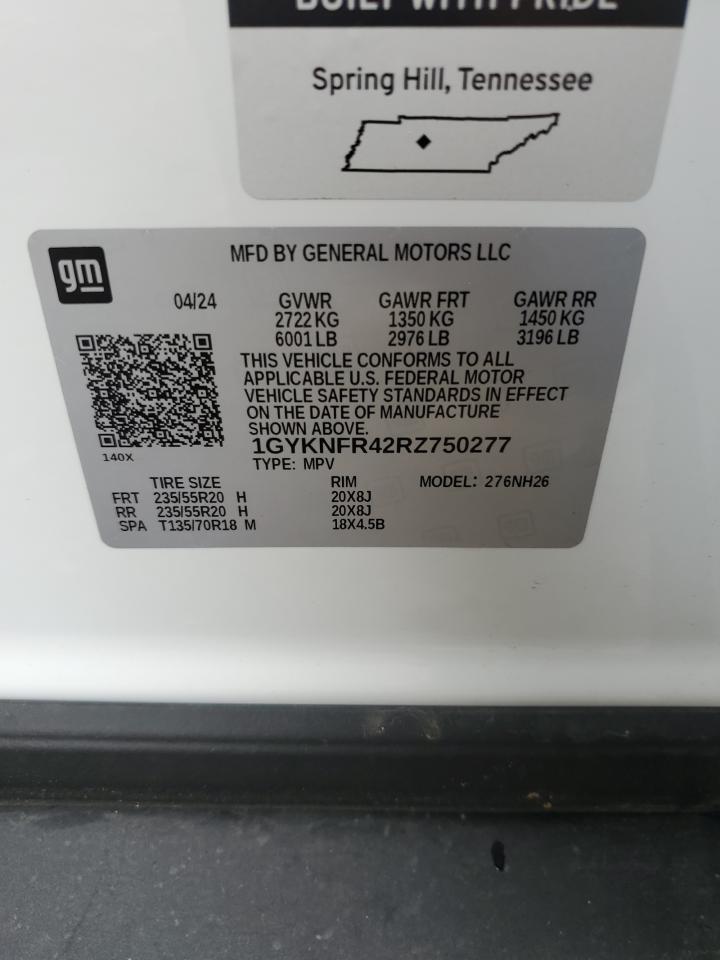 BUILT WITH PRIDE
Spring Hill, Tennessee
gm
MFD BY GENERAL MOTORS LLC
04/24 GVWR GAWR FRT GAWR RR
2722 KG 1350 KG 1450 KG
6001 LB 2976 LB 3196 LB
THIS VEHICLE CONFORMS TO ALL
APPLICABLE U.S. FEDERAL MOTOR
VEHICLE SAFETY STANDARDS IN EFFECT
ON THE DATE OF MANUFACTURE
SHOWN ABOVE.
1GYKNFR42RZ750277
140X
TYPE: MPV
TIRE SIZE RIM MODEL: 276NH26
FRT 235/55R20 H 20X8J
RR 235/55R20 H 20X8J
SPA T135/70R18 M 18X4.5B